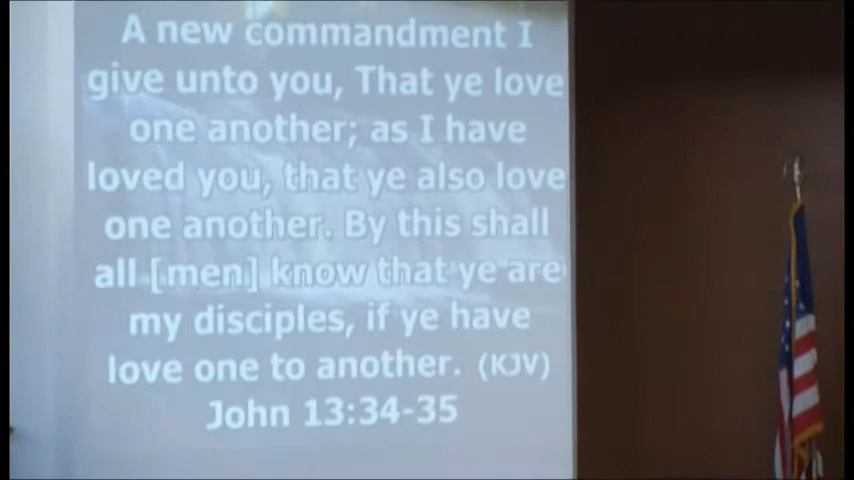 A new commandment I
give unto you, That ye love
one another; as I have
loved you, that ye also love
one another. By this shall
all [men] know that ye are
my disciples, if ye have
love one to another. (KJV)
John 13:34-35